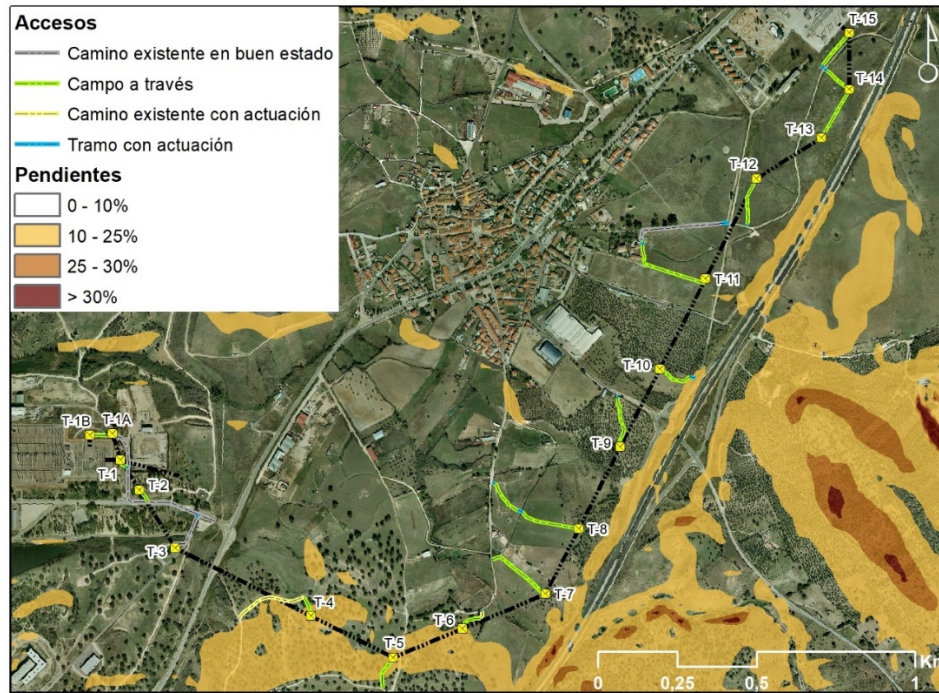 Accesos
Camino existente en buen estado
Campo a través
Camino existente con actuación
Tramo con actuación
Pendientes
0 - 10%
10 - 25%
25 - 30%
> 30%
T-15
T-14
T-13
T-12
T-11
T-10
T-9
T-1B
T-1A
T-1
T-2
T-8
T-3
T-7
T-4
T-6
T-5
Km
0
0,25
0,5
1